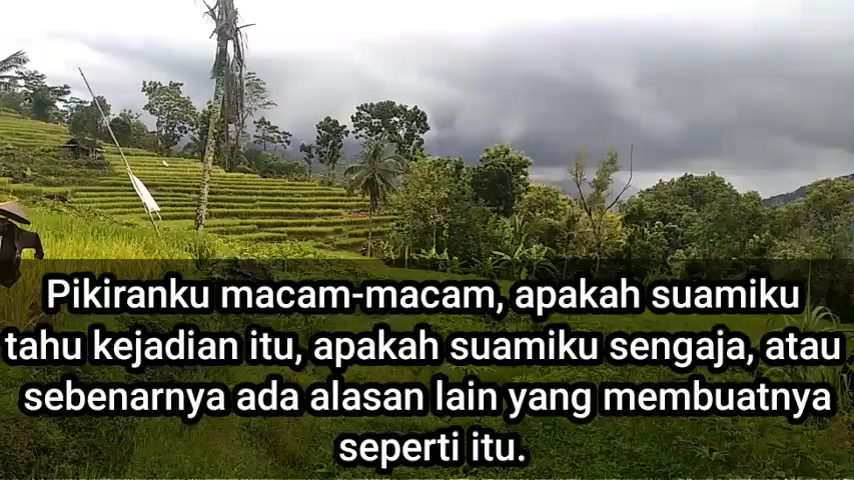 Pikiranku macam-macam, apakah suamiku
tahu kejadian itu, apakah suamiku sengaja, atau
sebenarnya ada alasan lain yang membuatnya
seperti itu.